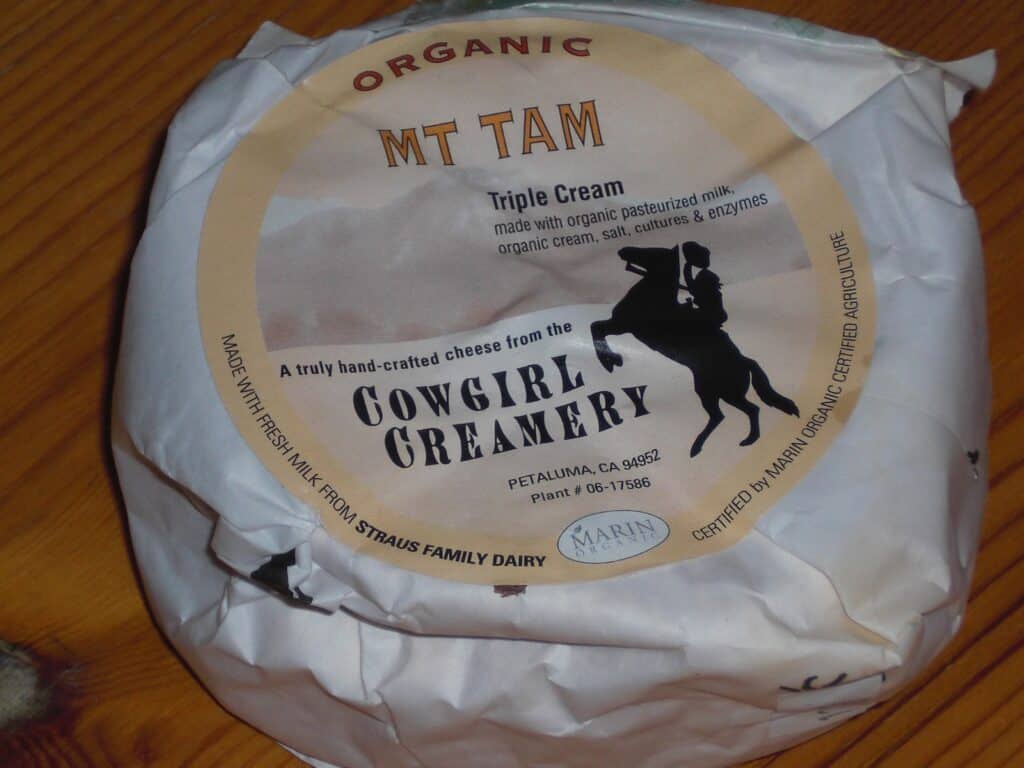 ORGANIC
MT TAM
Triple Cream
made with organic pasteurized milk,
organic cream, salt, cultures & enzymes
A truly hand-crafted cheese from the
COWGIRL
CREAMERY
PETALUMA, CA 94952
Plant # 06-17586
MARIN
ORGANIC
MADE WITH FRESH MILK FROM STRAUS FAMILY DAIRY
CERTIFIED by MARIN ORGANIC CERTIFIED AGRICULTURE